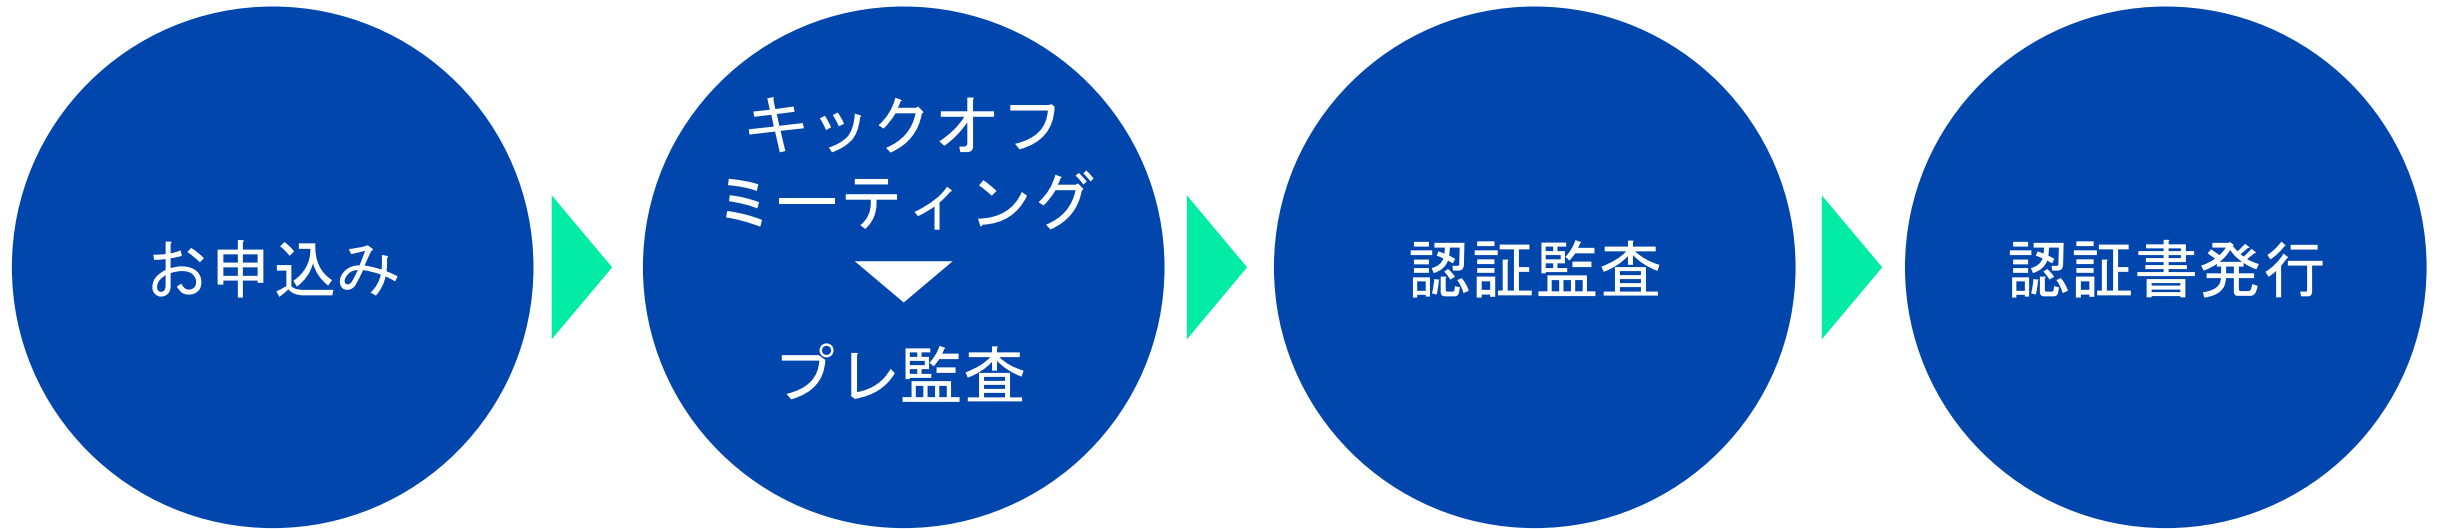 お申込み
キックオフ
ミーティング
プレ監査
認証監査
認証書発行